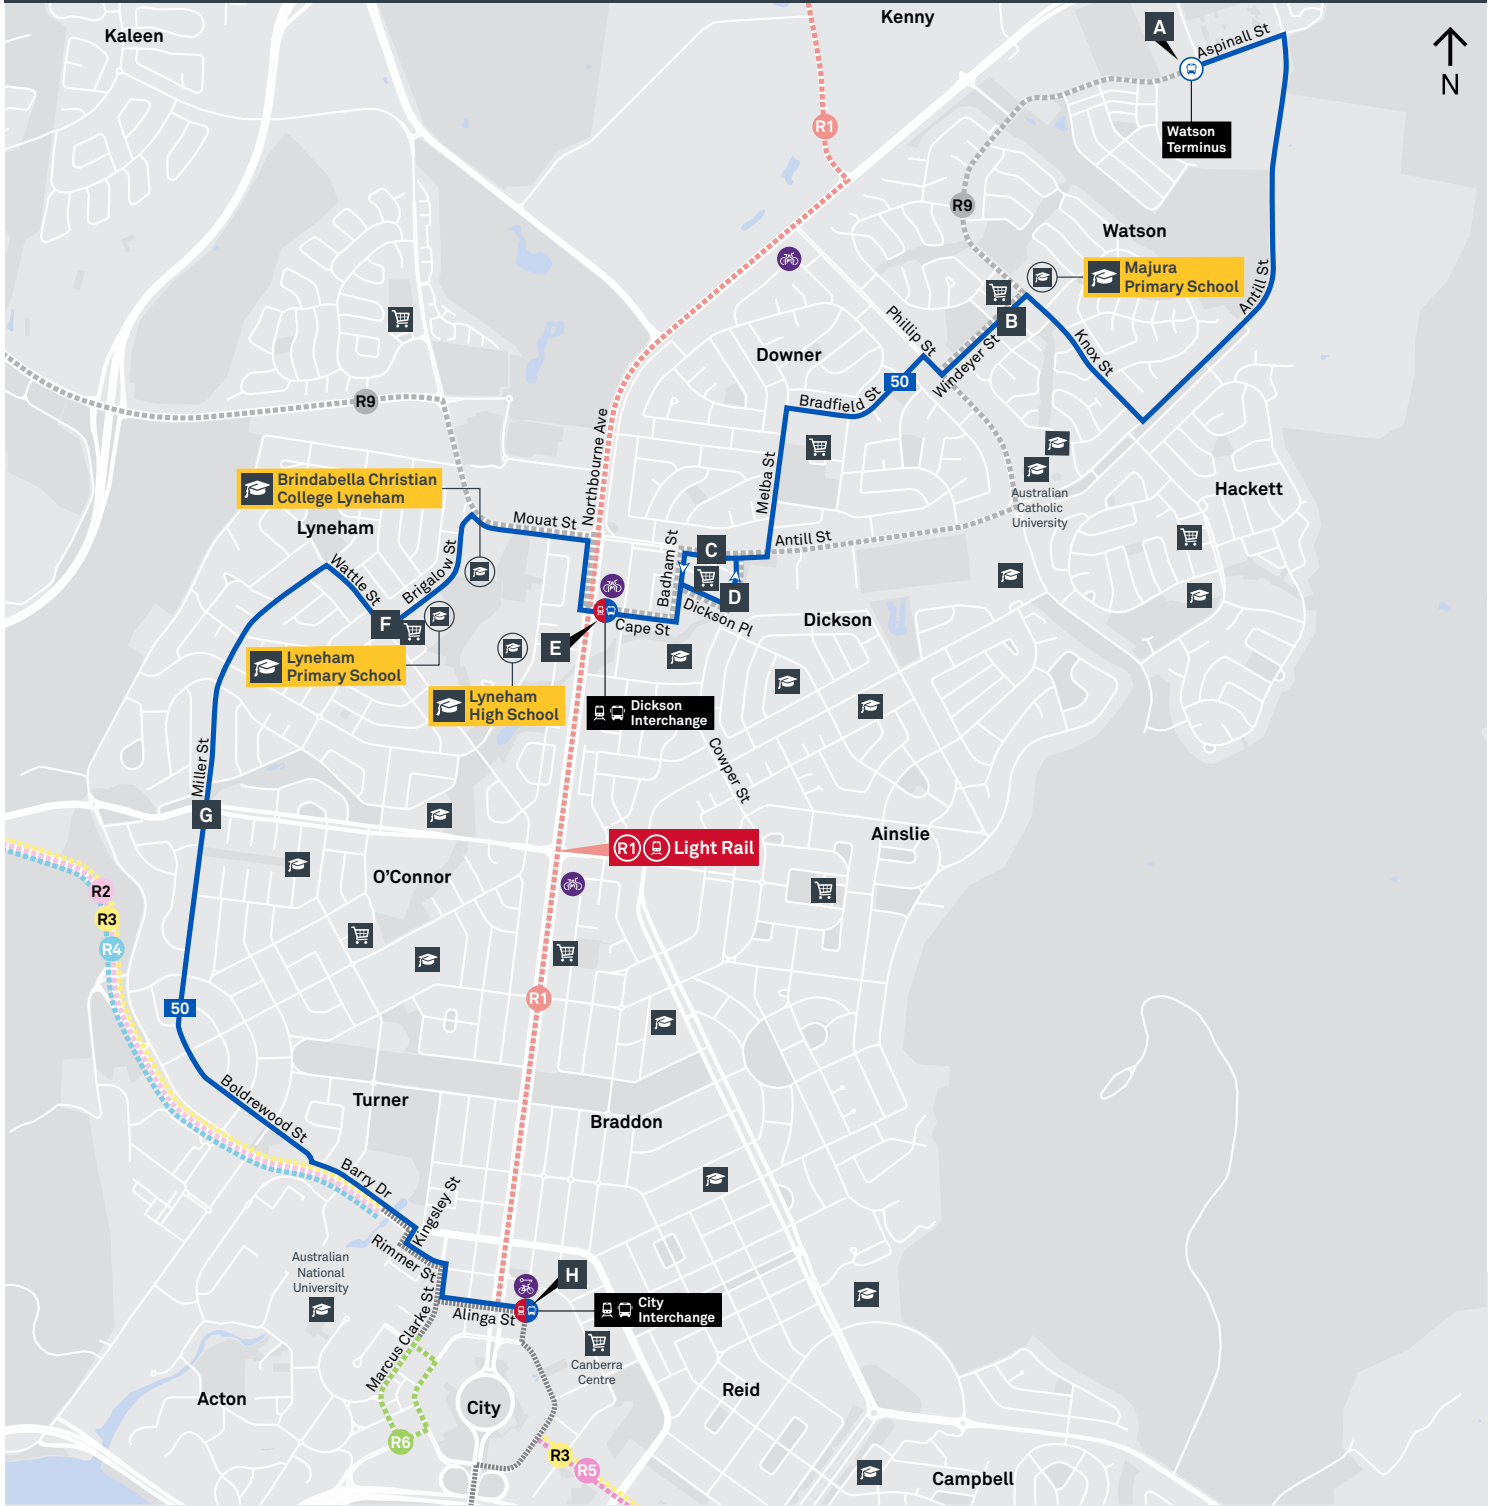 Kenny
Kaleen
A
Aspinall St
N
Watson
Terminus
R1
R9
Watson
Majura
Primary School
Antill St
B
Phillip St
Windeyer St
Knox St
Downer
50
Bradfield St
R9
Northbourne Ave
Melba St
Hackett
Brindabella Christian
College Lyneham
Australian
Catholic
University
Lyneham
Mouat St
Antill St
C
Badham St
Wattle St
Brigalow St
D
Dickson Pl
Dickson
F
Cape St
E
Lyneham
Primary School
Lyneham
High School
Dickson
Interchange
Cowper St
Miller St
G
Ainslie
R1 Light Rail
O'Connor
R2
R3
R4
R1
50
Turner
Boldrewood St
Braddon
Barry Dr
Kingsley St
Rimmer St
Australian
National
University
H
City
Interchange
Alinga St
Marcus Clarke St
Canberra
Centre
Reid
Acton
City
R6
R3
R5
Campbell